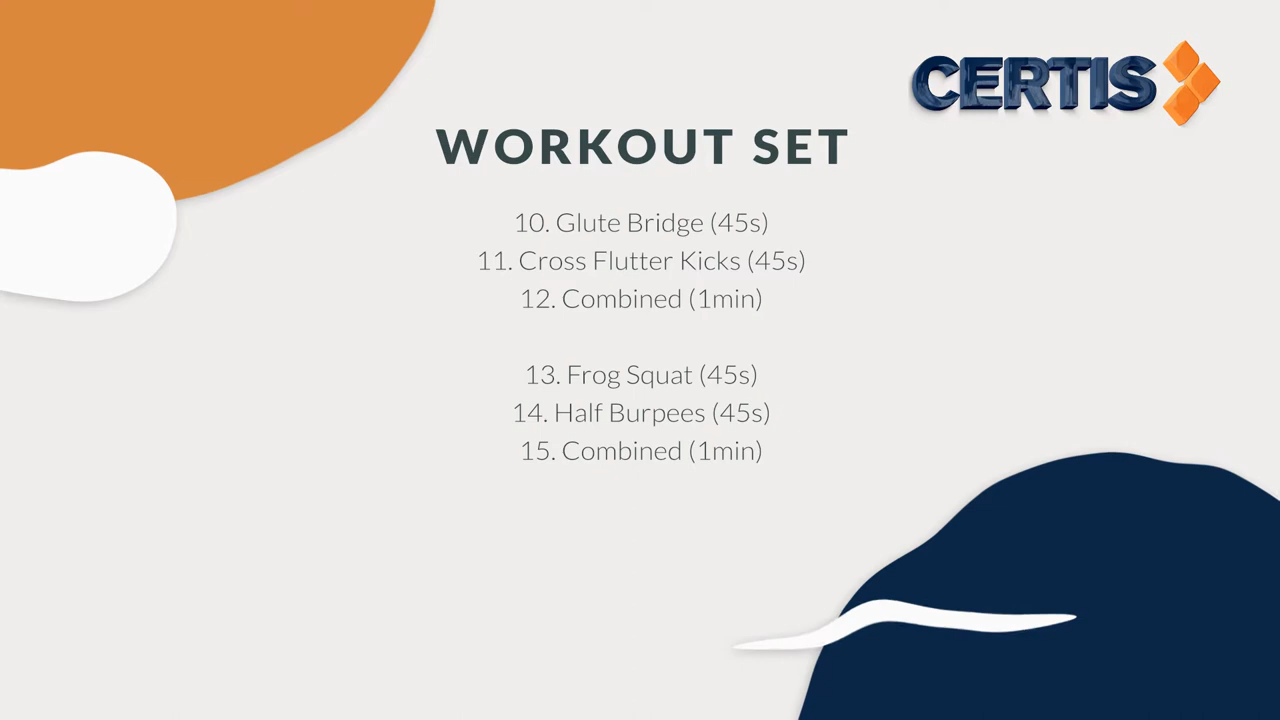 CERTIS
WORKOUT SET
10. Glute Bridge (45s)
11. Cross Flutter Kicks (45s)
12. Combined (1min)
13. Frog Squat (45s)
14. Half Burpees (45s)
15. Combined (1min)